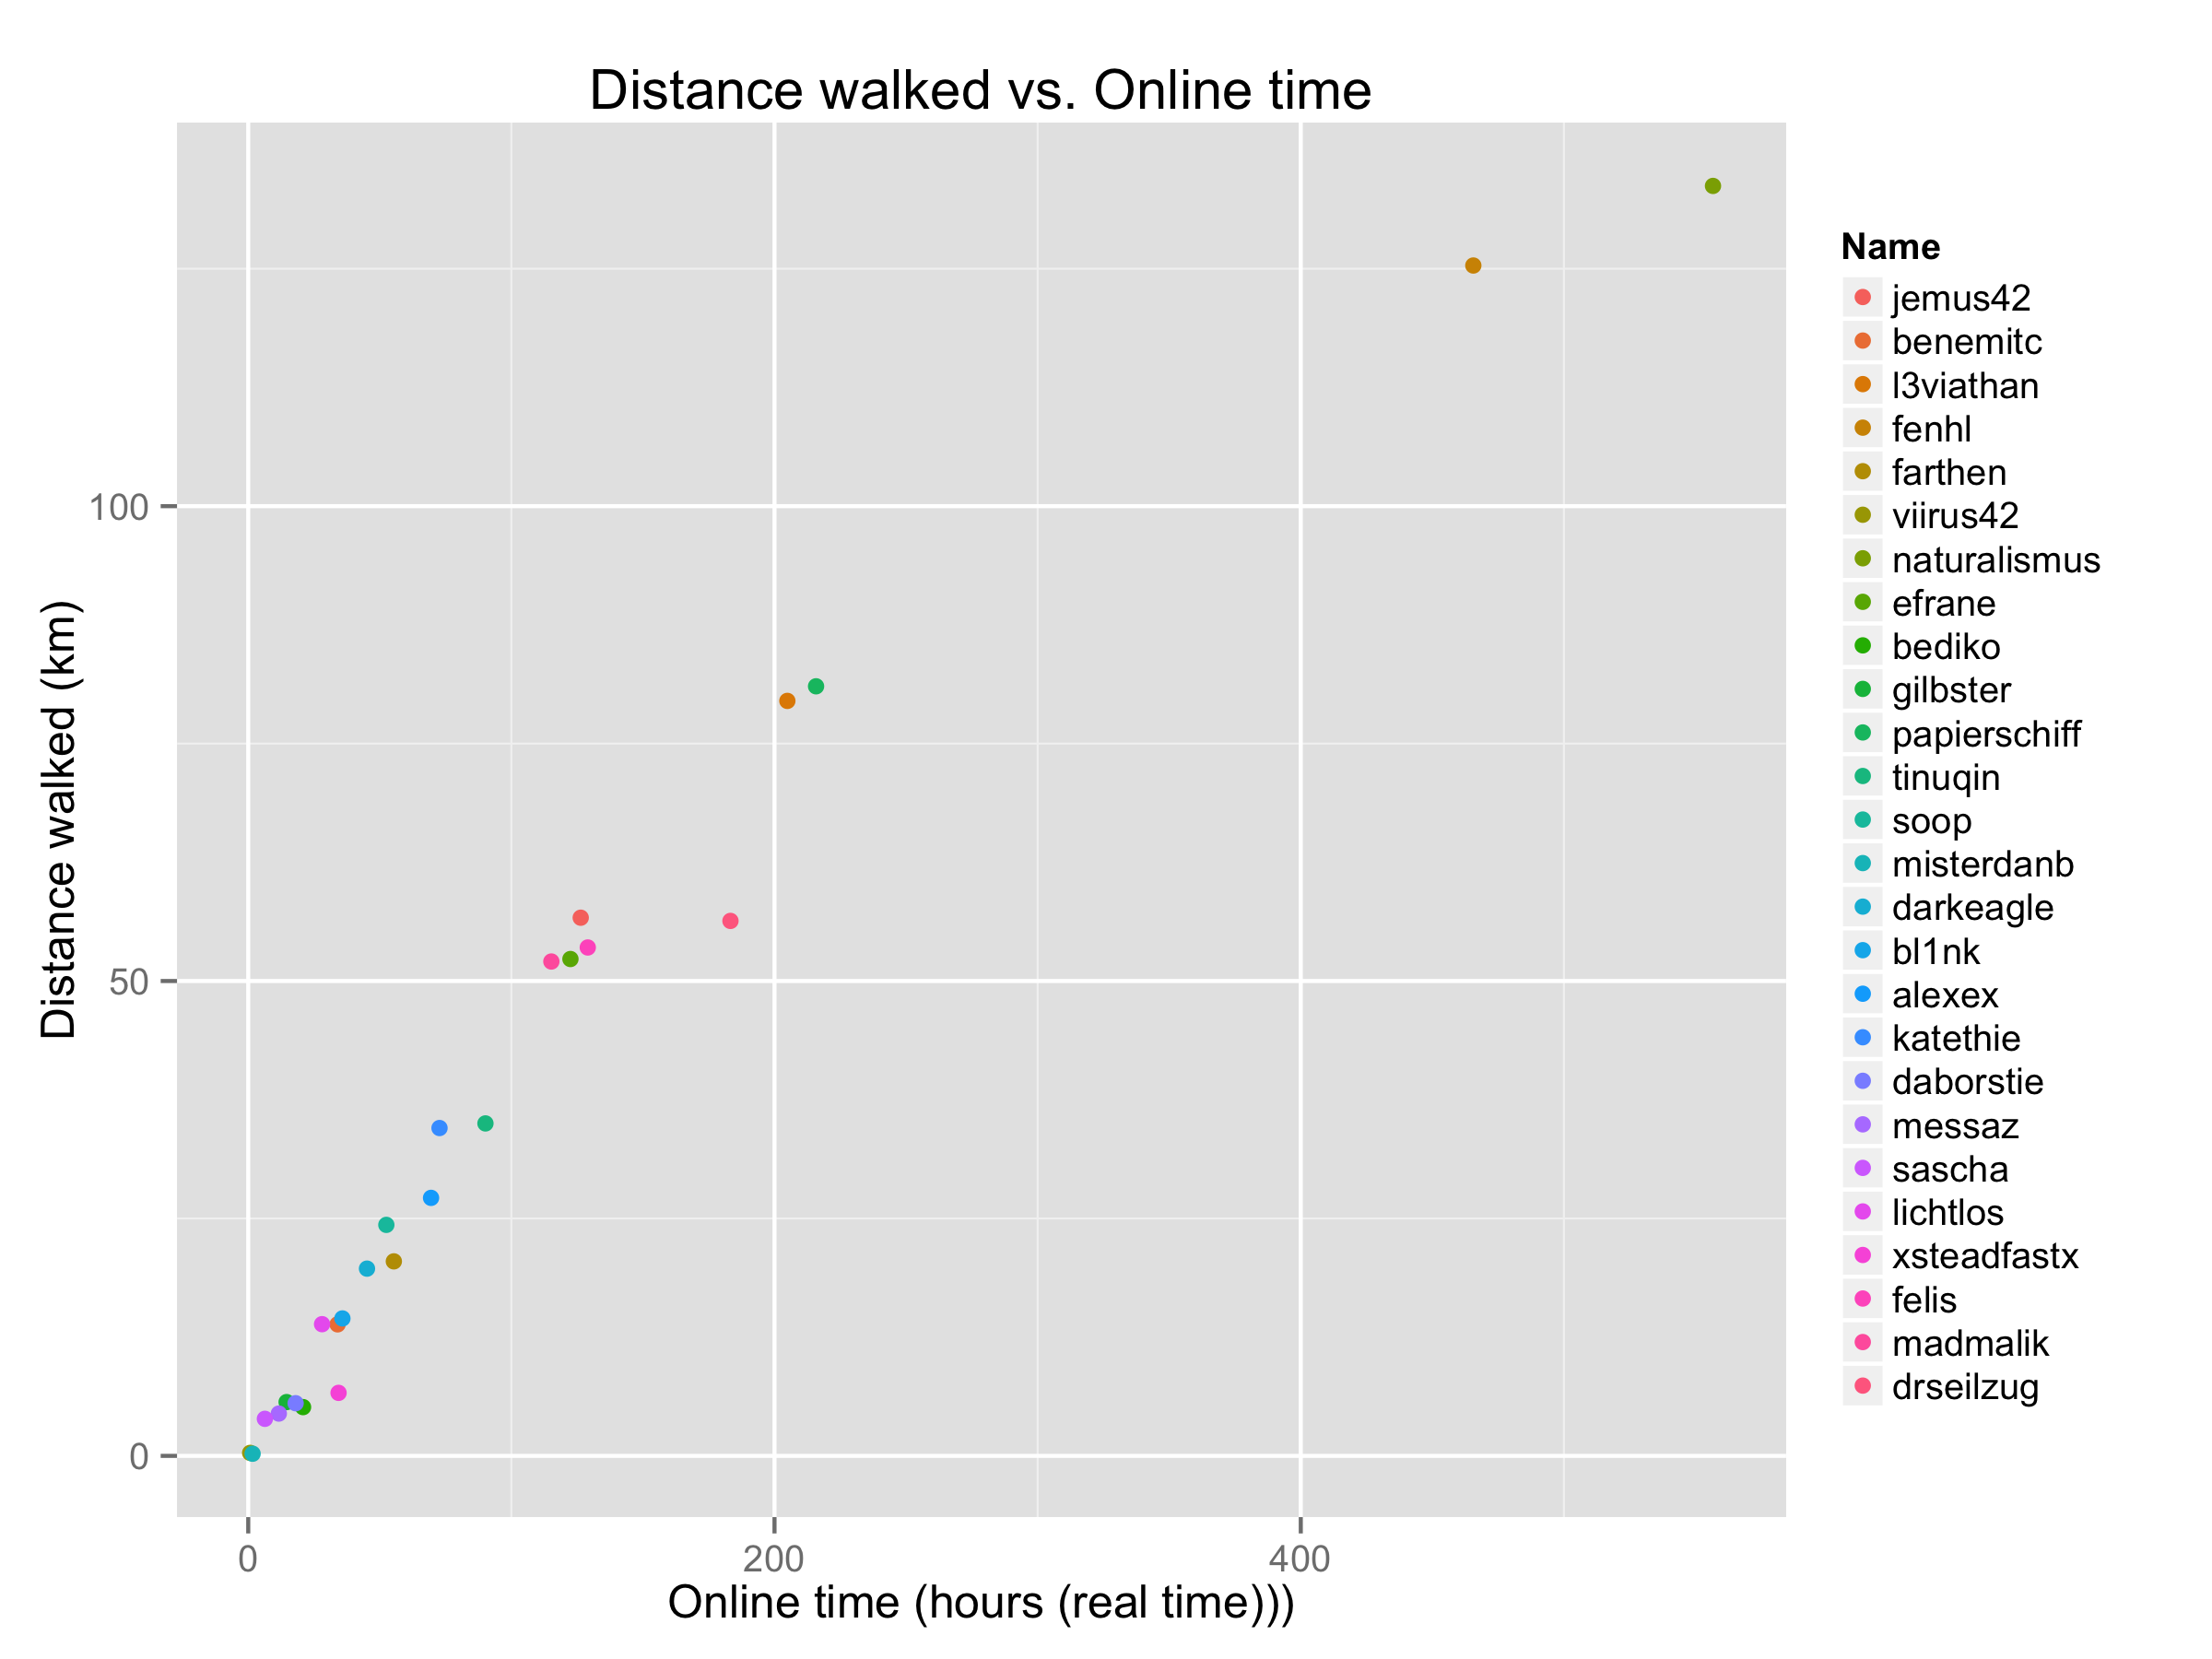 Distance walked vs. Online time
Distance walked (km)
100
50
0
0 200 400
Online time (hours (real time)))
Name
jemus42
benemitc
l3viathan
fenhl
farthen
viirus42
naturalismus
efrane
bediko
gilbster
papierschiff
tinuqin
soop
misterdanb
darkeagle
bl1nk
alexex
katethie
daborstie
messaz
sascha
lichtlos
xsteadfastx
felis
madmalik
drseilzug